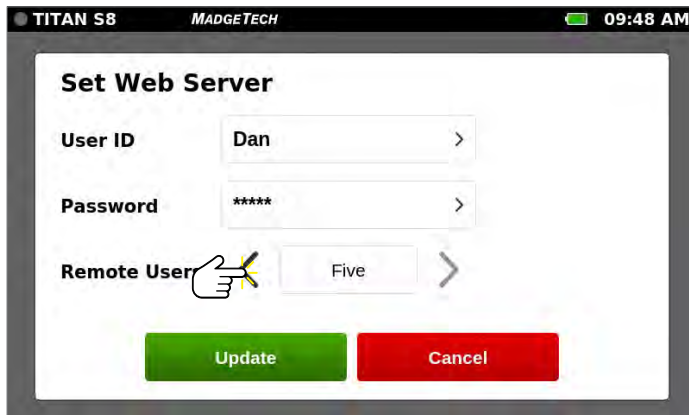 TITAN S8 MADGETECH 09:48 AM
Set Web Server
User ID Dan
Password *****
Remote User Five
Update Cancel